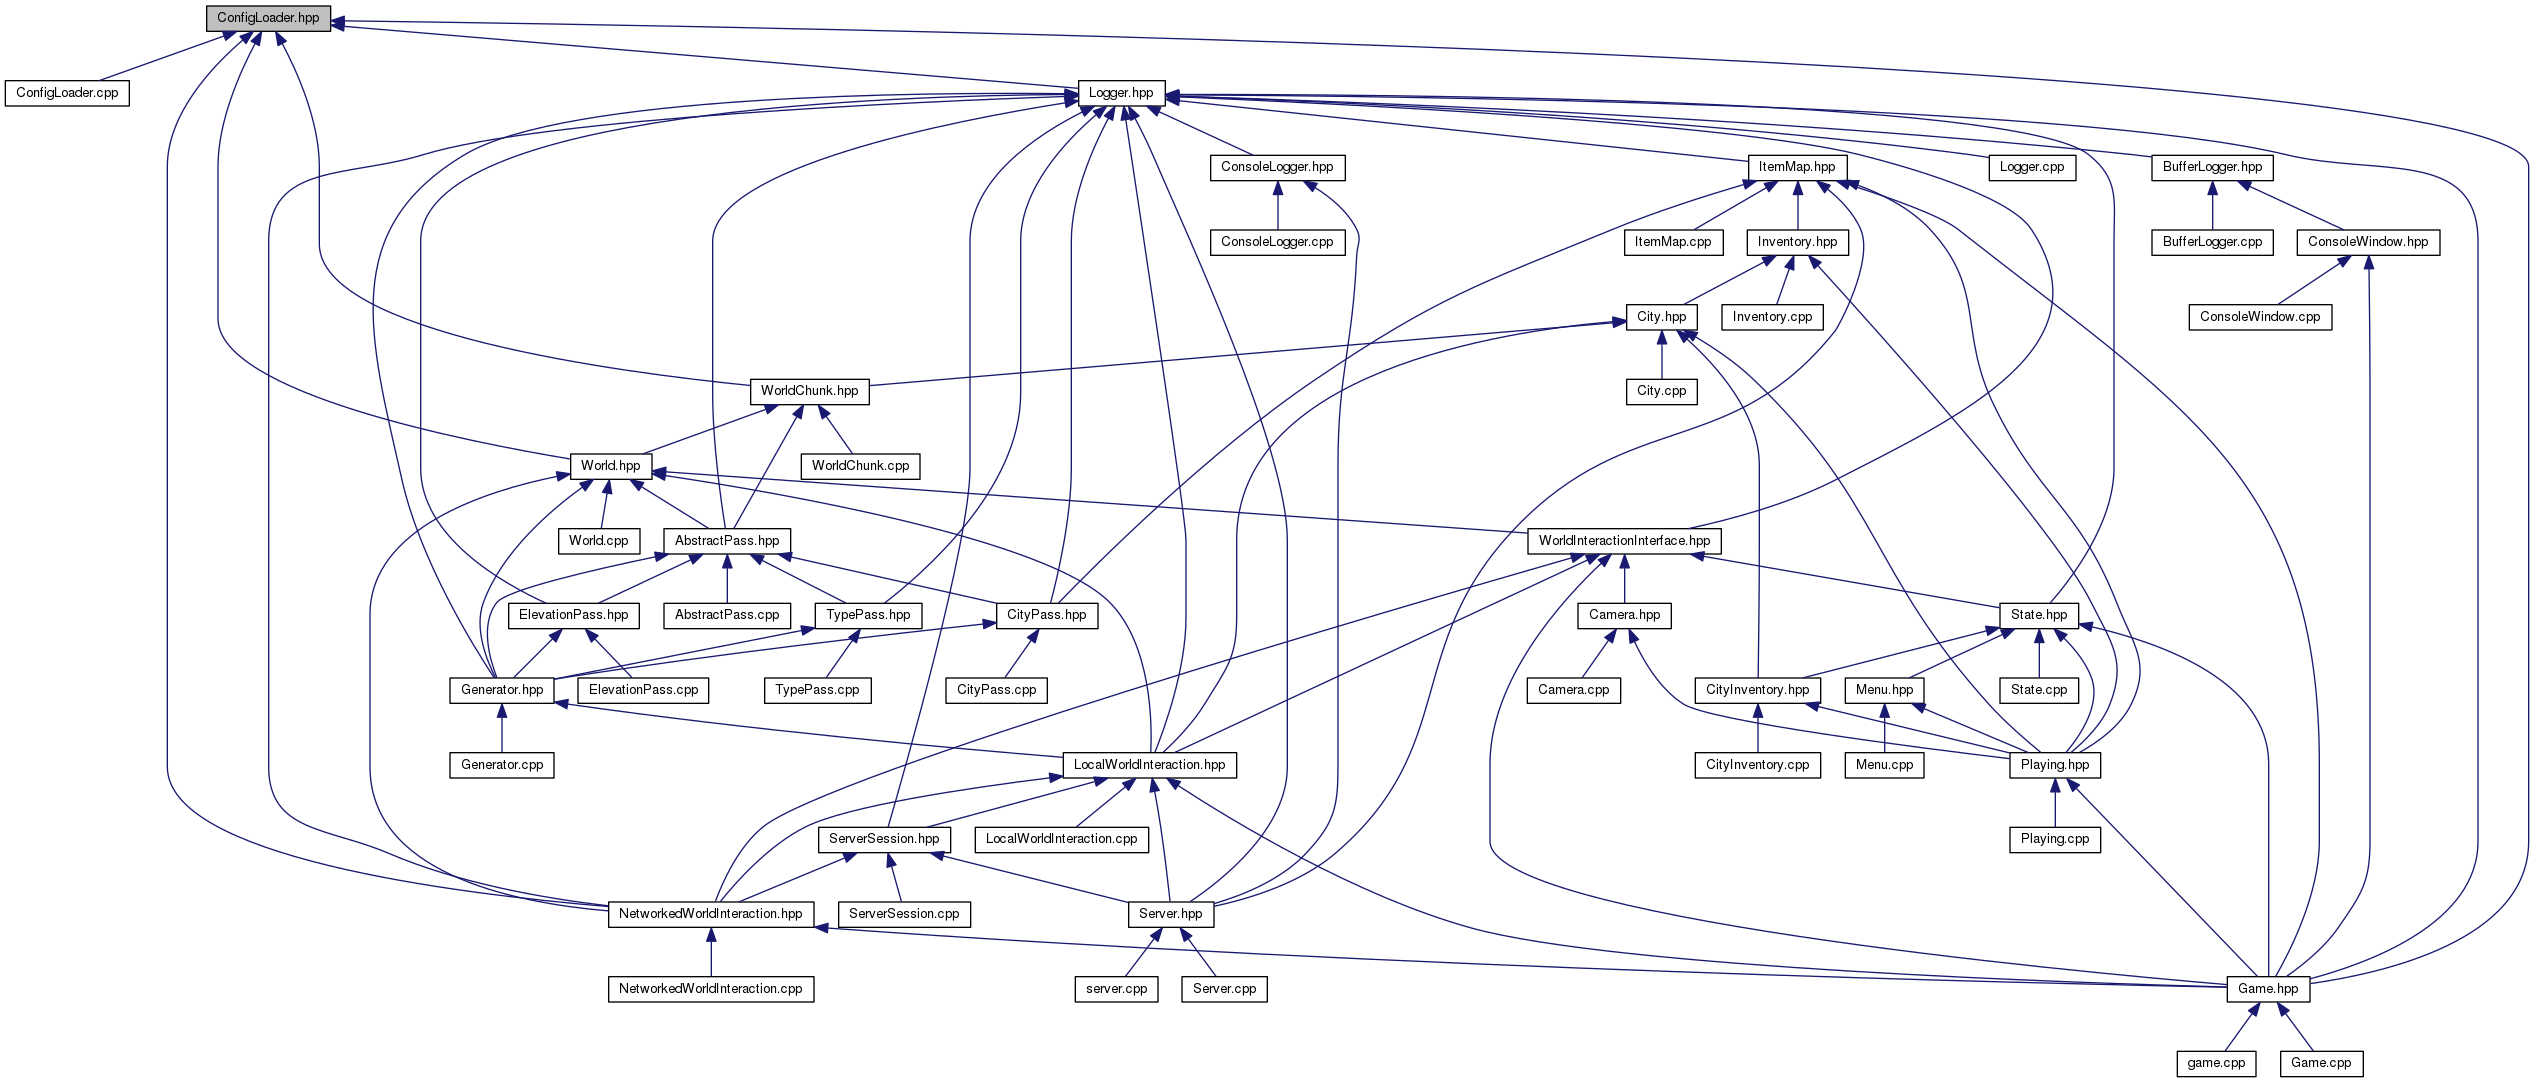 ConfigLoader.hpp
ConfigLoader.cpp
Logger.hpp
ConsoleLogger.hpp
ItemMap.hpp
Logger.cpp
BufferLogger.hpp
ConsoleLogger.cpp
ItemMap.cpp
Inventory.hpp
BufferLogger.cpp
ConsoleWindow.hpp
City.hpp
Inventory.cpp
ConsoleWindow.cpp
WorldChunk.hpp
City.cpp
World.hpp
WorldChunk.cpp
World.cpp
AbstractPass.hpp
WorldInteractionInterface.hpp
ElevationPass.hpp
AbstractPass.cpp
TypePass.hpp
CityPass.hpp
Camera.hpp
State.hpp
Generator.hpp
ElevationPass.cpp
TypePass.cpp
CityPass.cpp
Camera.cpp
CityInventory.hpp
Menu.hpp
State.cpp
Generator.cpp
LocalWorldInteraction.hpp
CityInventory.cpp
Menu.cpp
Playing.hpp
ServerSession.hpp
LocalWorldInteraction.cpp
Playing.cpp
NetworkedWorldInteraction.hpp
ServerSession.cpp
Server.hpp
NetworkedWorldInteraction.cpp
server.cpp
Server.cpp
Game.hpp
game.cpp
Game.cpp